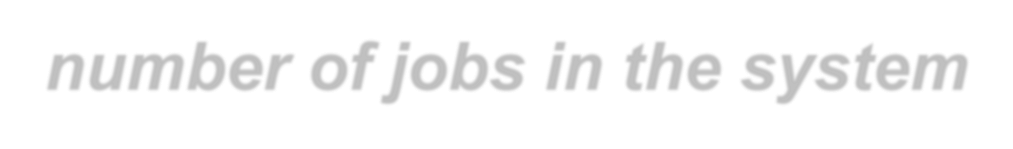 number of jobs in the system